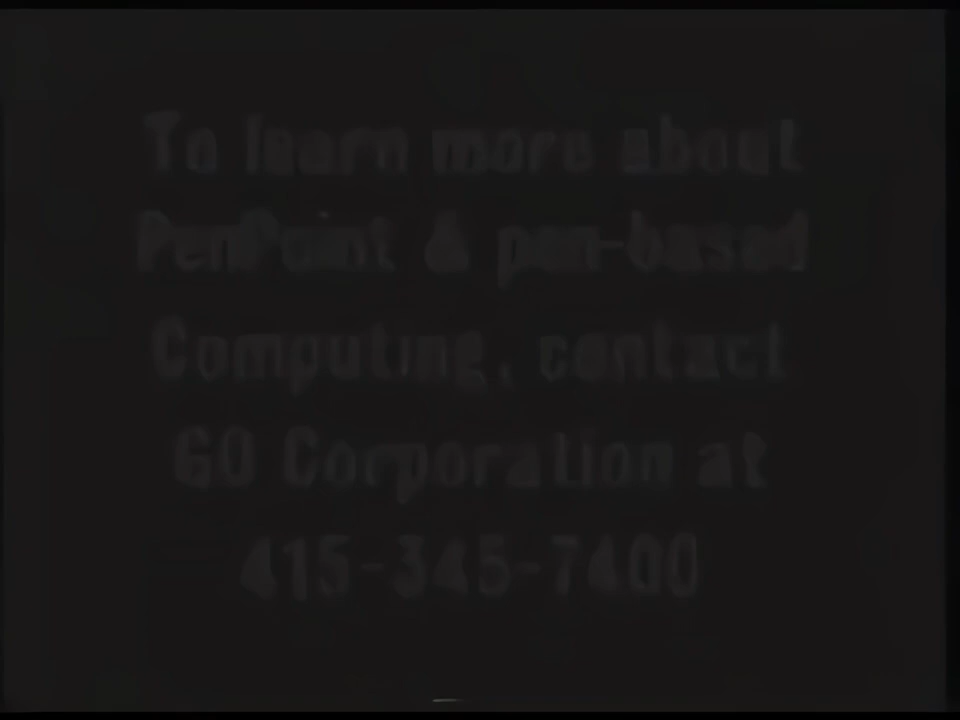 To learn more about
PenPoint & pen-based
Computing, contact
GO Corporation at
415-345-7400